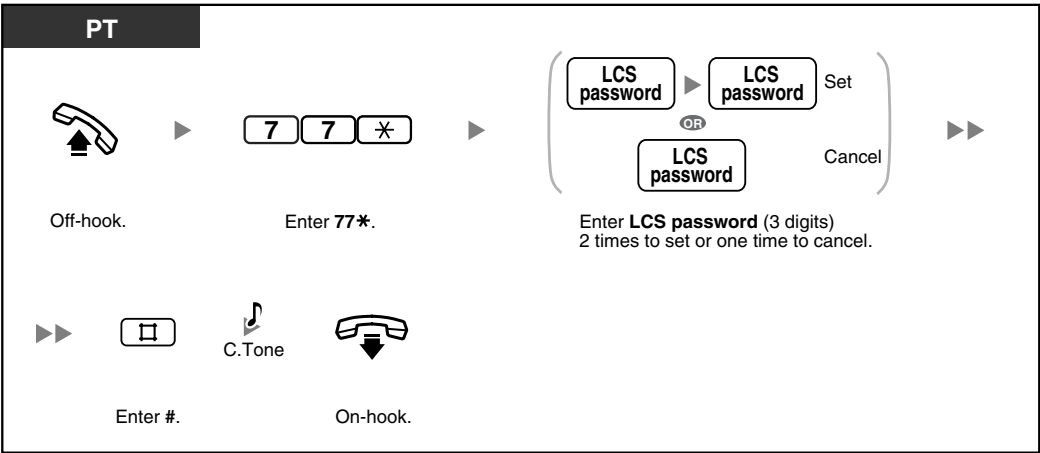 PT
LCS password
LCS password
Set
OR
LCS password
Cancel
7 7 ✳
Off-hook.
Enter 77✳.
Enter LCS password (3 digits)
2 times to set or one time to cancel.
#
C.Tone
Enter #.
On-hook.